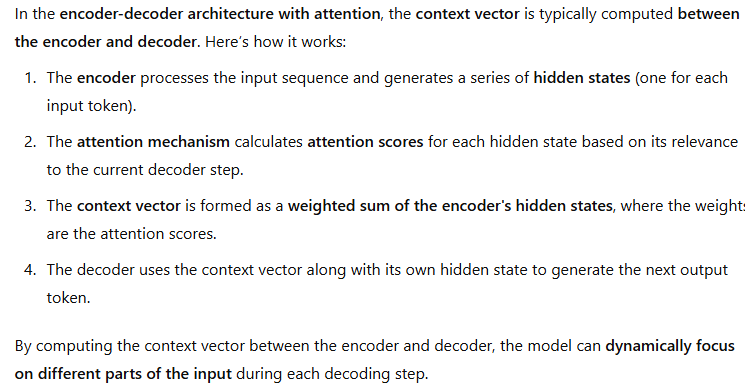 In the encoder-decoder architecture with attention, the context vector is typically computed between
the encoder and decoder. Here's how it works:
1. The encoder processes the input sequence and generates a series of hidden states (one for each
input token).
2. The attention mechanism calculates attention scores for each hidden state based on its relevance
to the current decoder step.
3. The context vector is formed as a weighted sum of the encoder's hidden states, where the weights
are the attention scores.
4. The decoder uses the context vector along with its own hidden state to generate the next output
token.
By computing the context vector between the encoder and decoder, the model can dynamically focus
on different parts of the input during each decoding step.